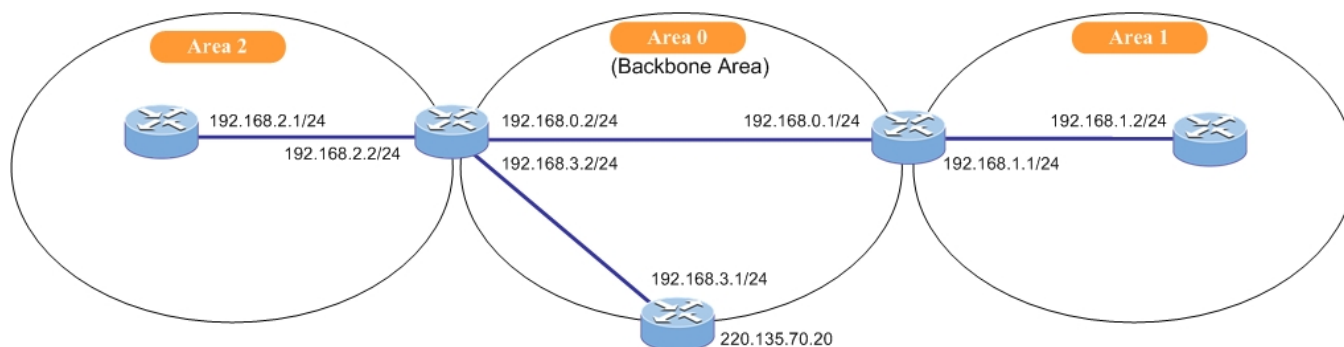 Area 2
Area 0
(Backbone Area)
Area 1
192.168.2.1/24
192.168.2.2/24
192.168.0.2/24
192.168.3.2/24
192.168.0.1/24
192.168.1.2/24
192.168.1.1/24
192.168.3.1/24
220.135.70.20